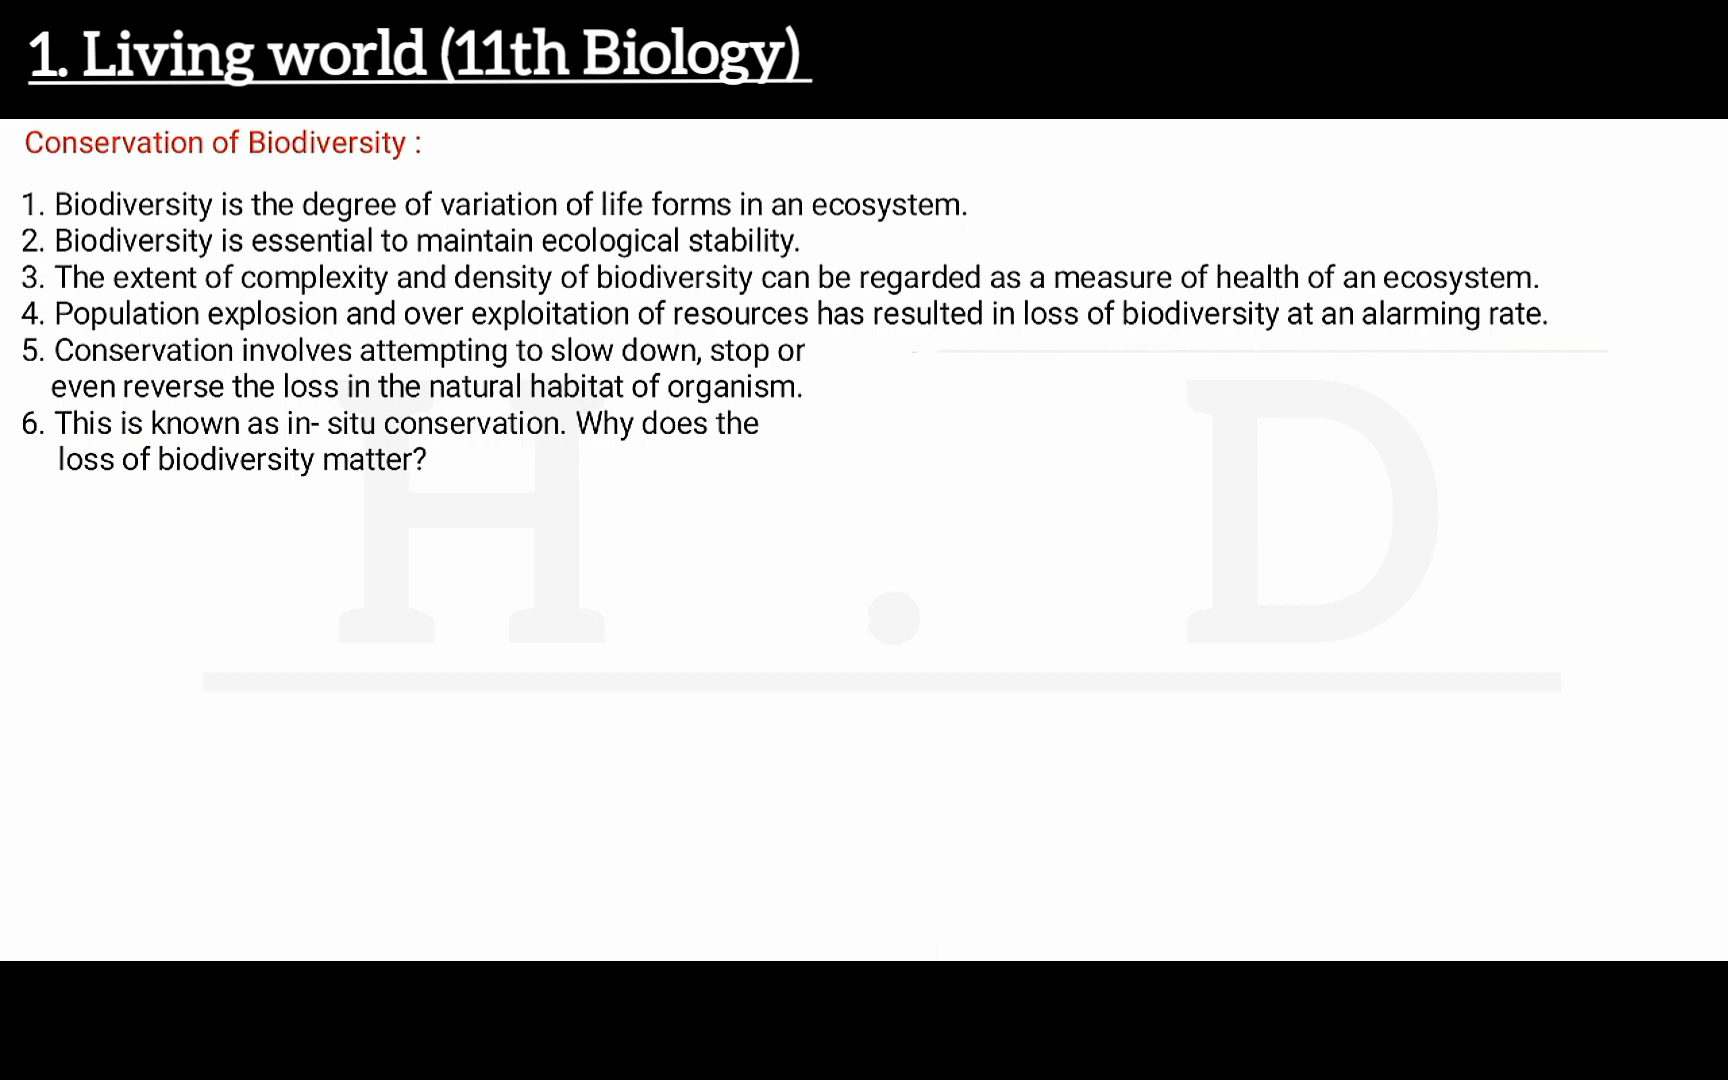 1. Living world (11th Biology)
Conservation of Biodiversity :
1. Biodiversity is the degree of variation of life forms in an ecosystem.
2. Biodiversity is essential to maintain ecological stability.
3. The extent of complexity and density of biodiversity can be regarded as a measure of health of an ecosystem.
4. Population explosion and over exploitation of resources has resulted in loss of biodiversity at an alarming rate.
5. Conservation involves attempting to slow down, stop or
even reverse the loss in the natural habitat of organism.
6. This is known as in- situ conservation. Why does the
loss of biodiversity matter?
H . D